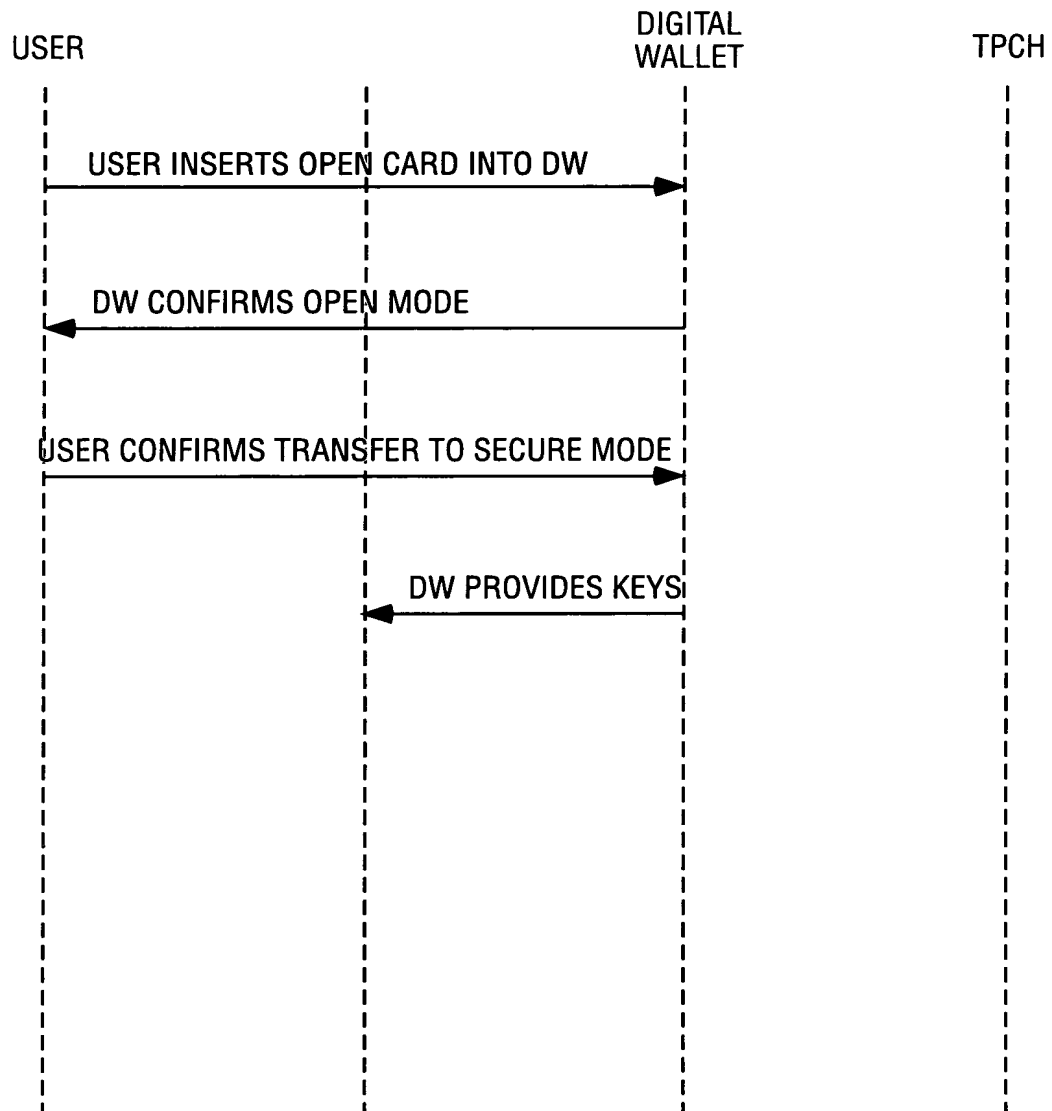 USER
DIGITAL
WALLET
TPCH
USER INSERTS OPEN CARD INTO DW
DW CONFIRMS OPEN MODE
USER CONFIRMS TRANSFER TO SECURE MODE
DW PROVIDES KEYS